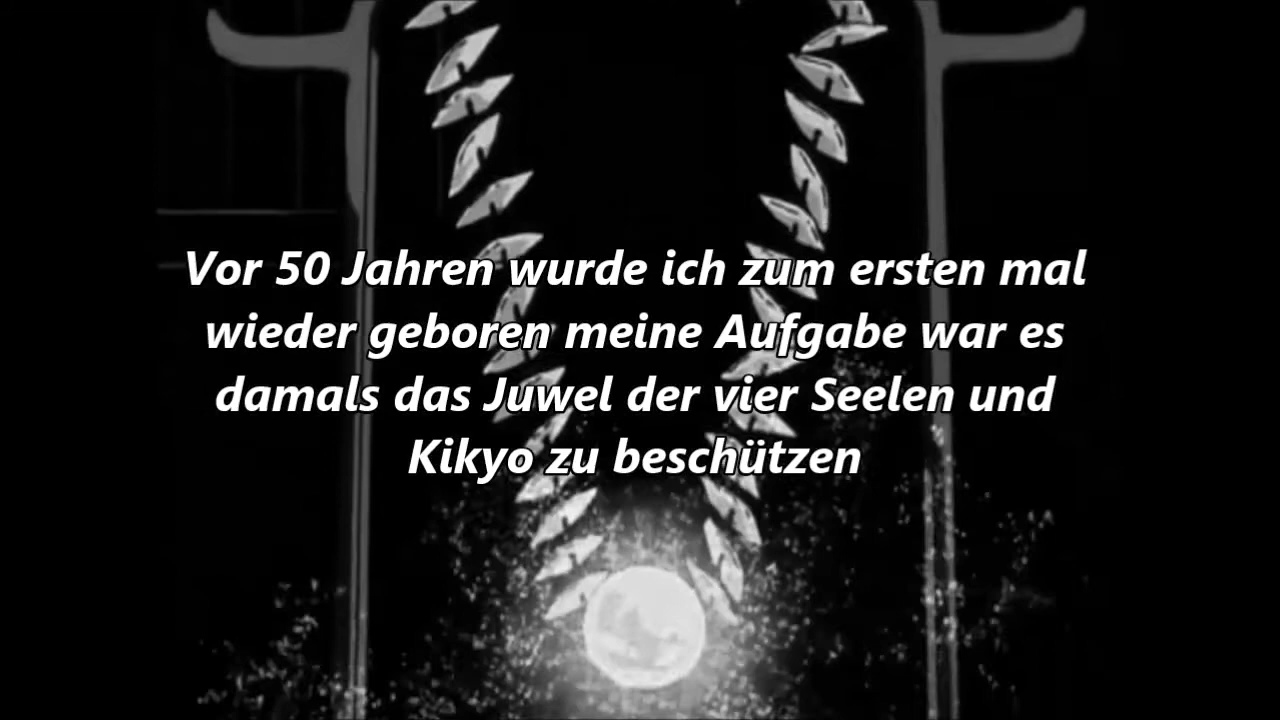 Vor 50 Jahren wurde ich zum ersten mal
wieder geboren meine Aufgabe war es
damals das Juwel der vier Seelen und
Kikyo zu beschützen